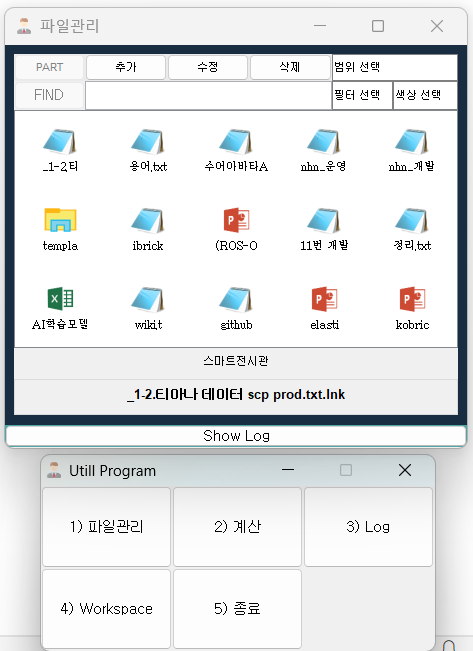 파일관리
PART 추가 수정 삭제 범위 선택
FIND 필터 선택 색상 선택
_1-2.티 용어.txt 수어아바타A nhn_운영 nhn_개발
templa ibrick (ROS-O 11번 개발 정리.txt
AI학습모델 wiki.t github elasti kobric
스마트전시관
_1-2.티아나 데이터 scp prod.txt.lnk
Show Log
Utill Program
1) 파일관리 2) 계산 3) Log
4) Workspace 5) 종료